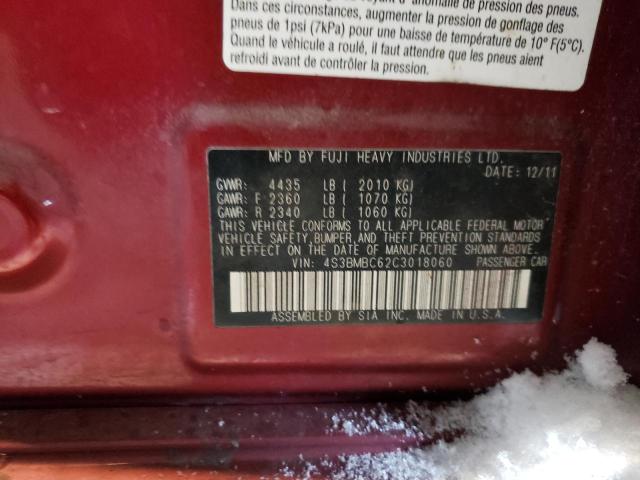 d'anomalie de pression des pneus.
Dans ces circonstances, augmenter la pression de gonflage des
pneus de 1psi (7kPa) pour une baisse de température de 10° F(5°C).
Quand le véhicule a roulé, il faut attendre que les pneus aient
refroidi avant de contrôler la pression.
MFD BY FUJI HEAVY INDUSTRIES LTD.
DATE: 12/11
GVWR: 4435 LB ( 2010 KG)
GAWR: F 2360 LB ( 1070 KG)
GAWR: R 2340 LB ( 1060 KG)
THIS VEHICLE CONFORMS TO ALL APPLICABLE FEDERAL MOTOR
VEHICLE SAFETY, BUMPER, AND THEFT PREVENTION STANDARDS
IN EFFECT ON THE DATE OF MANUFACTURE SHOWN ABOVE.
VIN: 4S3BMBC62C3018060 PASSENGER CAR
ASSEMBLED BY SIA INC. MADE IN U.S.A.